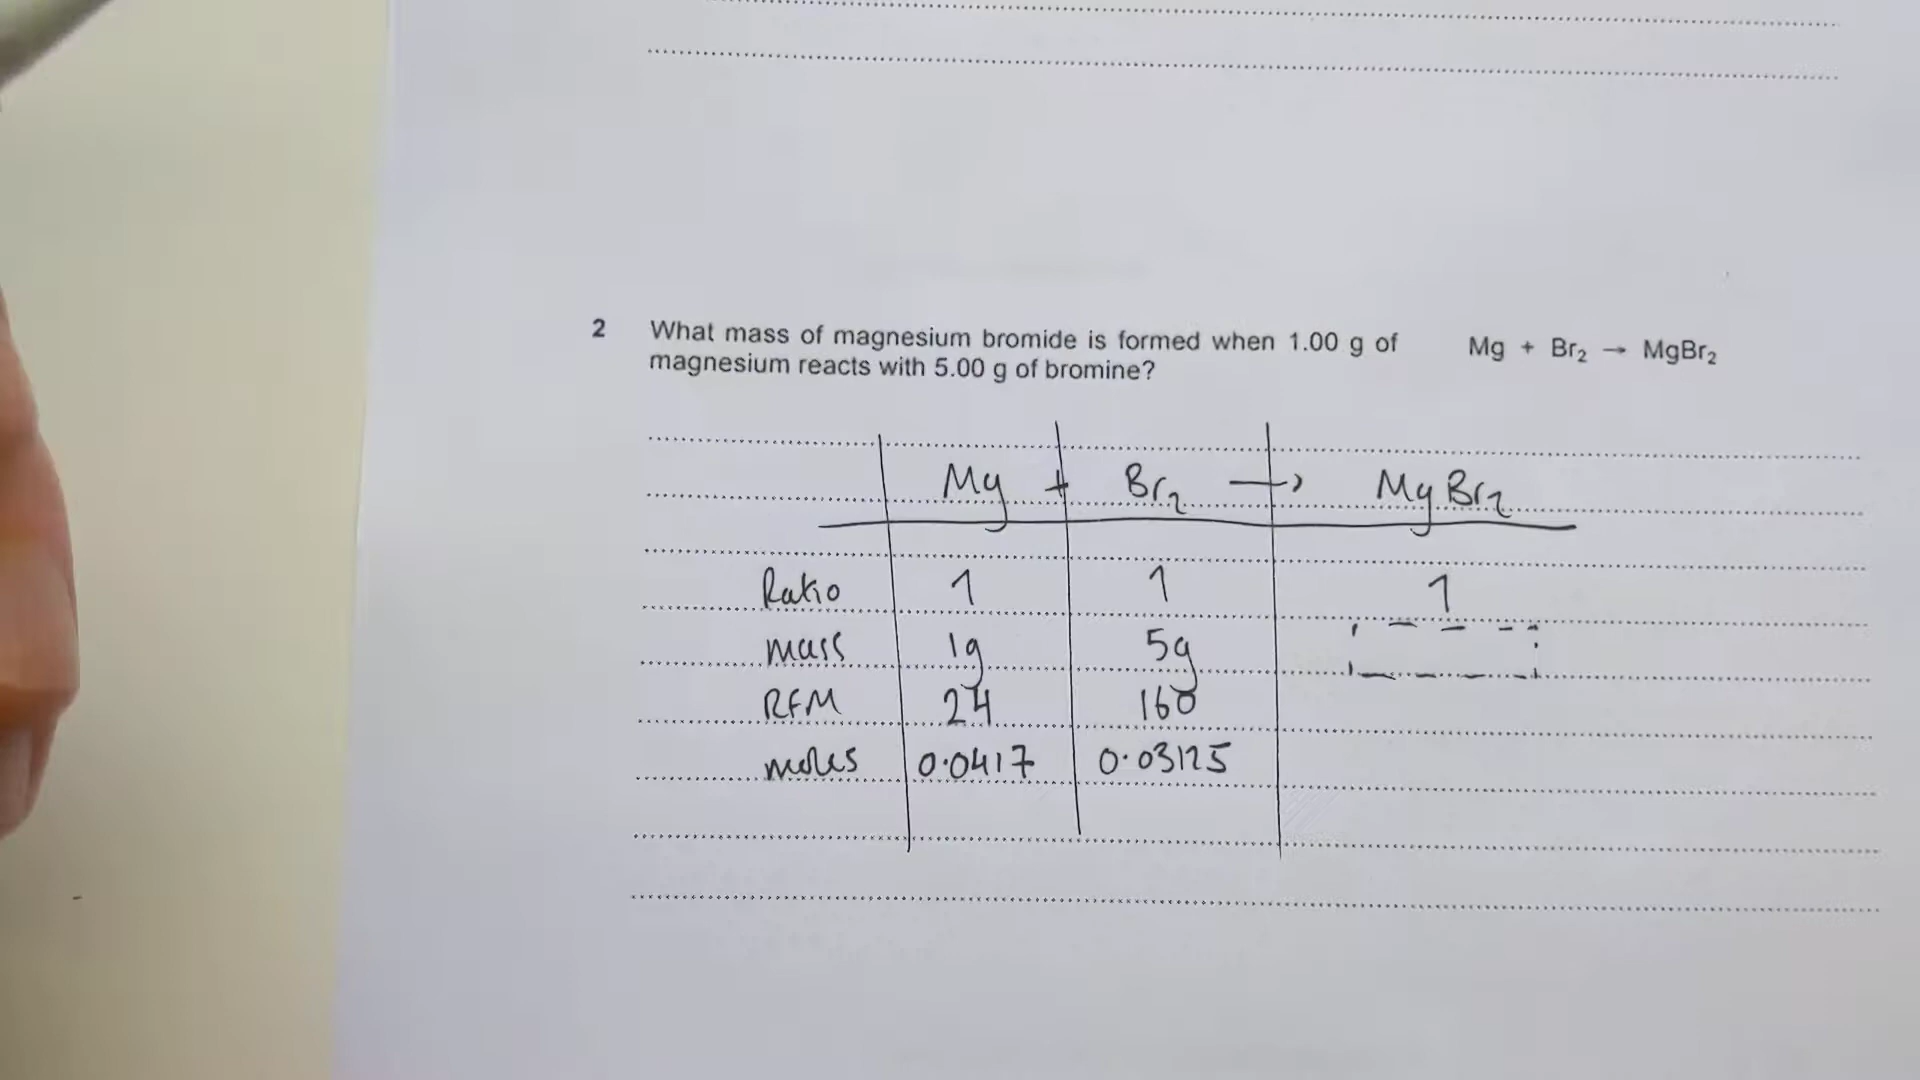 2 What mass of magnesium bromide is formed when 1.00 g of Mg + Br₂ → MgBr₂
magnesium reacts with 5.00 g of bromine?
Mg + Br₂ → MgBr₂
Ratio 1 1 1
mass 1g 5g
RFM 24 160
moles 0.0417 0.03125